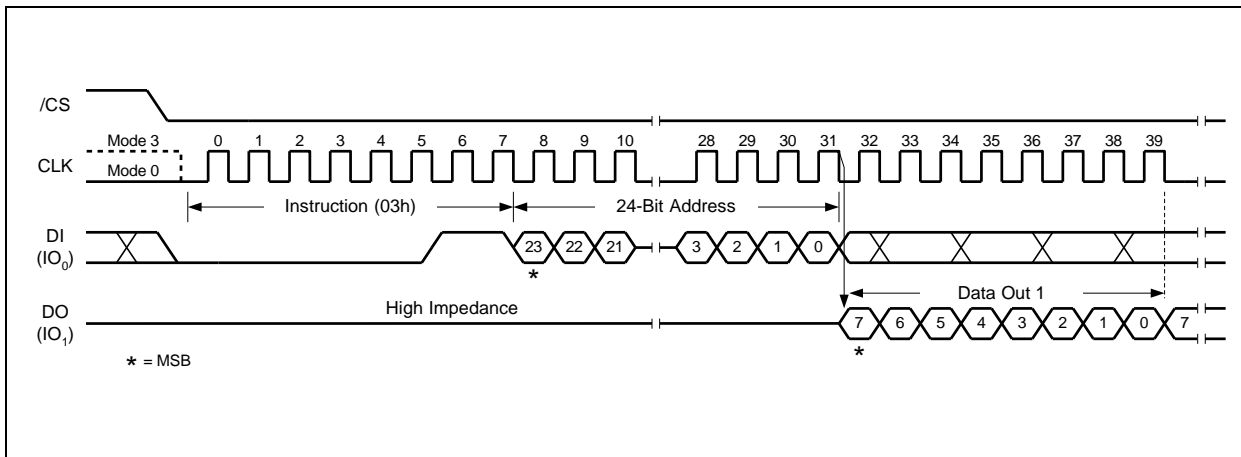 /CS
Mode 3
0 1 2 3 4 5 6 7 8 9 10 28 29 30 31 32 33 34 35 36 37 38 39
CLK
Mode 0
Instruction (03h)
24-Bit Address
DI
(IO0)
23 22 21 3 2 1 0
*
Data Out 1
High Impedance
DO
(IO1)
7 6 5 4 3 2 1 0 7
*
* = MSB